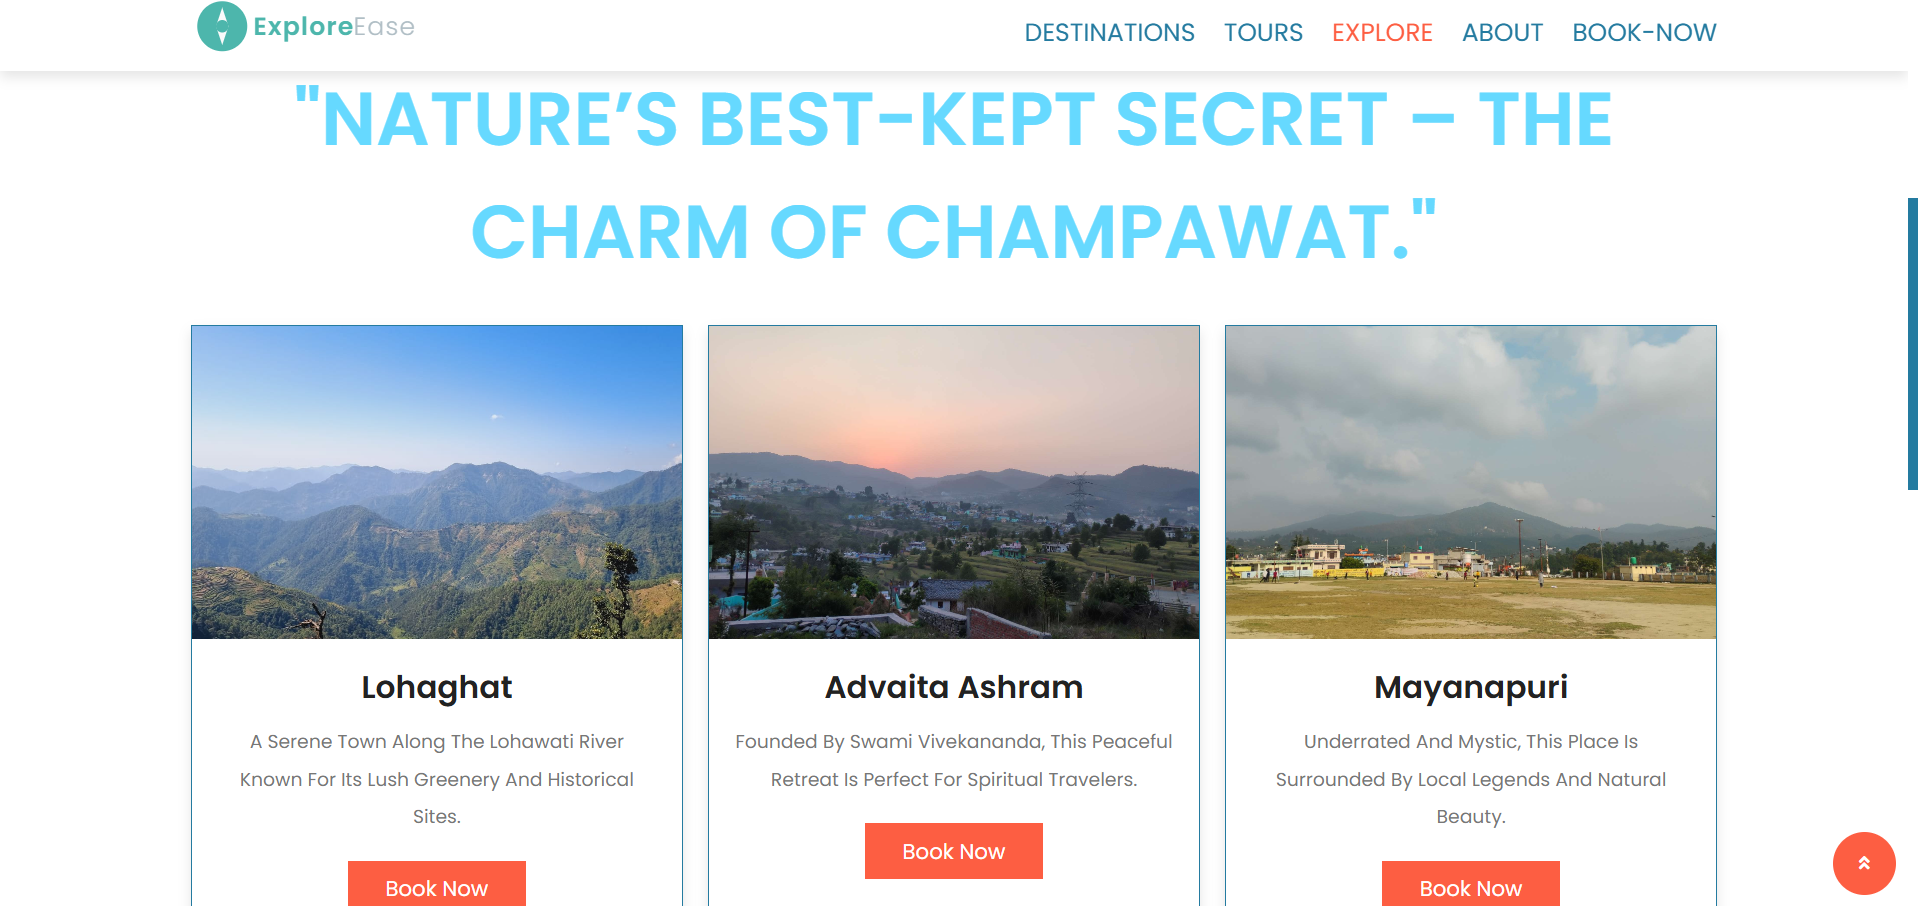 ExploreEase
DESTINATIONS TOURS EXPLORE ABOUT BOOK-NOW
"NATURE’S BEST-KEPT SECRET – THE
CHARM OF CHAMPAWAT."
Lohaghat
A Serene Town Along The Lohawati River
Known For Its Lush Greenery And Historical
Sites.
Book Now
Advaita Ashram
Founded By Swami Vivekananda, This Peaceful
Retreat Is Perfect For Spiritual Travelers.
Book Now
Mayanapuri
Underrated And Mystic, This Place Is
Surrounded By Local Legends And Natural
Beauty.
Book Now